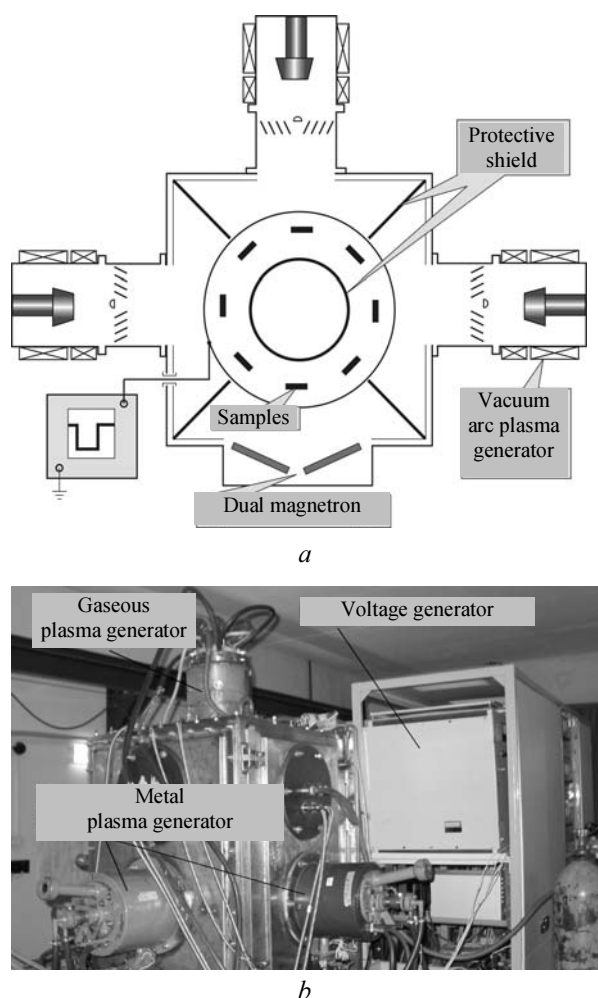 Protective
shield
Samples
Vacuum
arc plasma
generator
Dual magnetron
a
Gaseous
plasma generator
Voltage generator
Metal
plasma generator
b